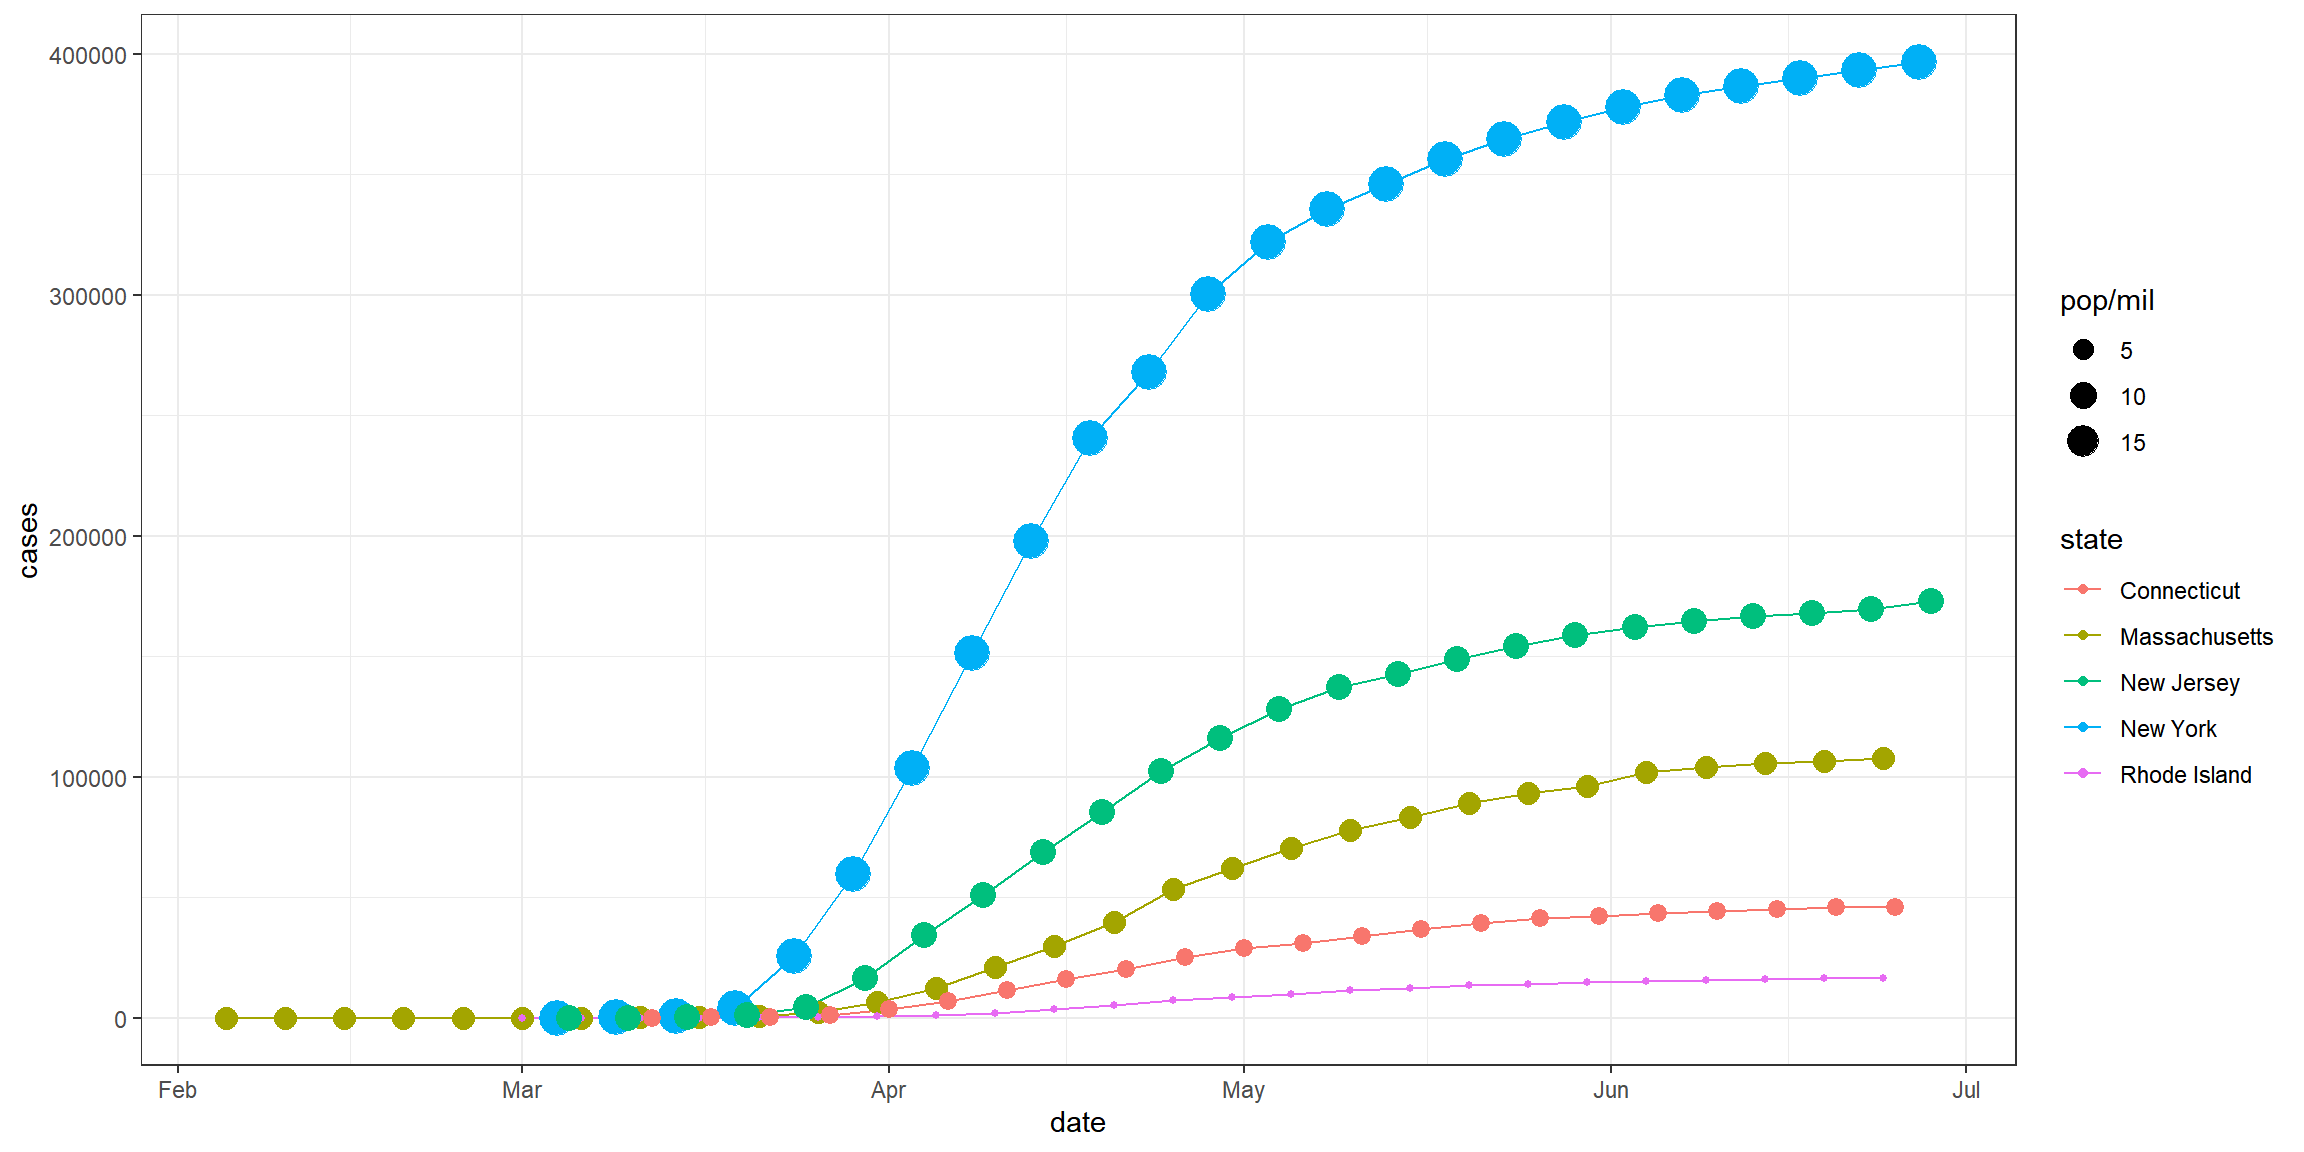 400000
300000
200000
100000
0
cases
Feb
Mar
Apr
May
Jun
Jul
date
pop/mil
5
10
15
state
Connecticut
Massachusetts
New Jersey
New York
Rhode Island